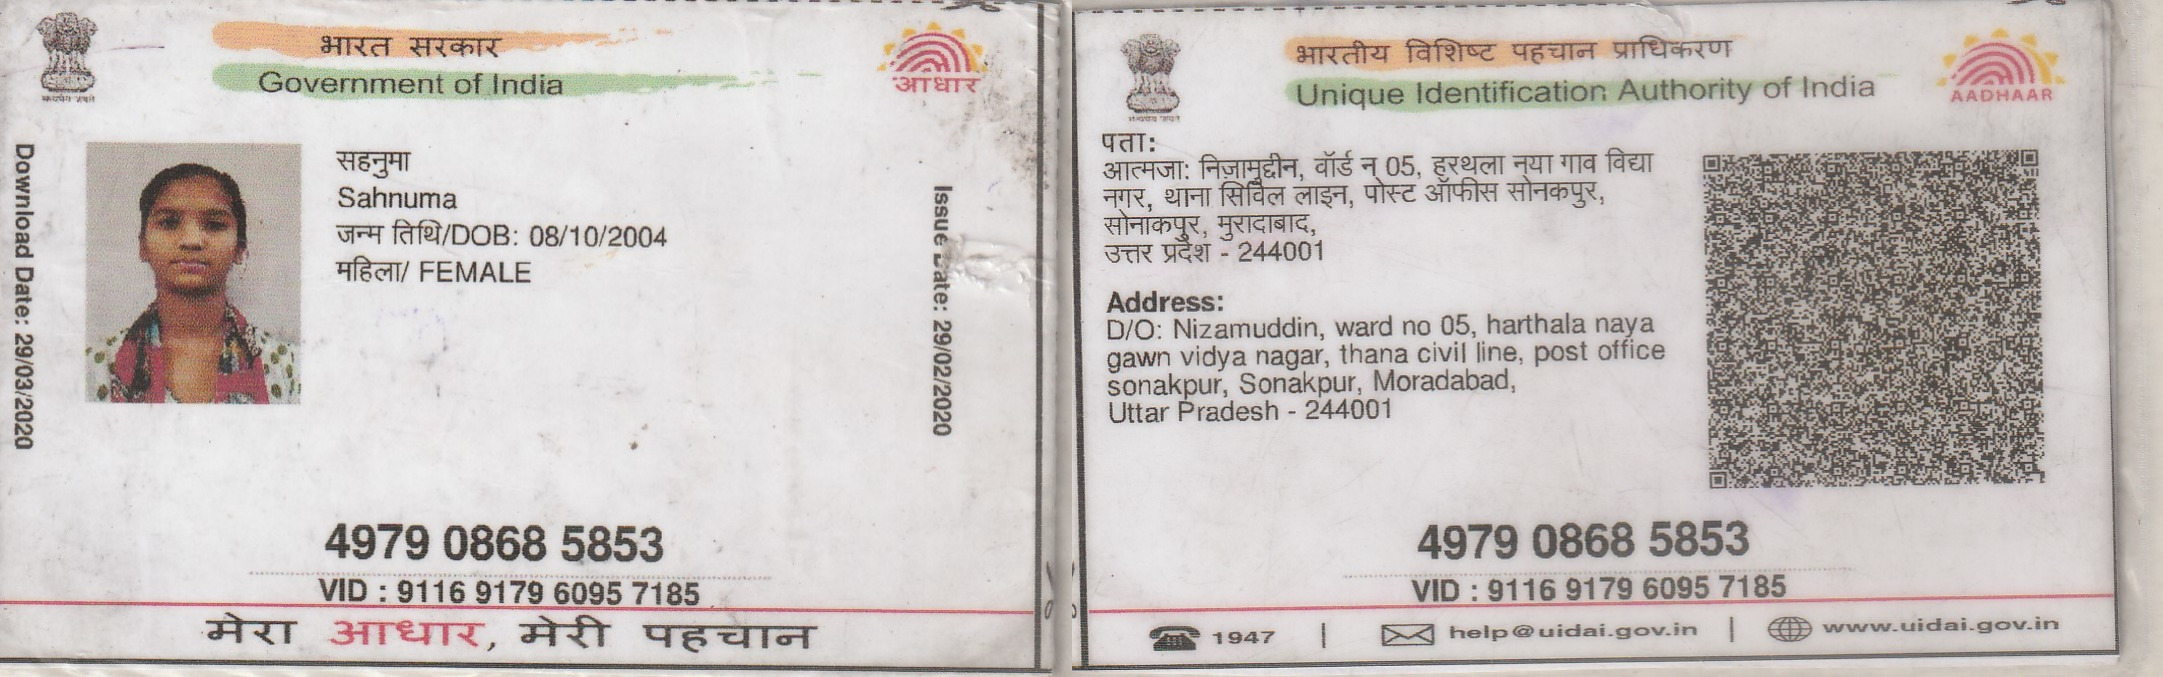 भारत सरकार
Government of India
आधार
Download Date: 29/03/2020
सहनुमा
Sahnuma
जन्म तिथि/DOB: 08/10/2004
महिला/ FEMALE
Issue Date: 29/02/2020
4979 0868 5853
VID : 9116 9179 6095 7185
मेरा आधार, मेरी पहचान
भारतीय विशिष्ट पहचान प्राधिकरण
Unique Identification Authority of India
AADHAAR
पता:
आत्मजा: निज़ामुद्दीन, वॉर्ड न 05, हरथला नया गाव विद्या
नगर, थाना सिविल लाइन, पोस्ट ऑफीस सोनकपुर,
सोनाकपुर, मुरादाबाद,
उत्तर प्रदेश - 244001
Address:
D/O: Nizamuddin, ward no 05, harthala naya
gawn vidya nagar, thana civil line, post office
sonakpur, Sonakpur, Moradabad,
Uttar Pradesh - 244001
4979 0868 5853
VID : 9116 9179 6095 7185
1947 | help@uidai.gov.in | www.uidai.gov.in